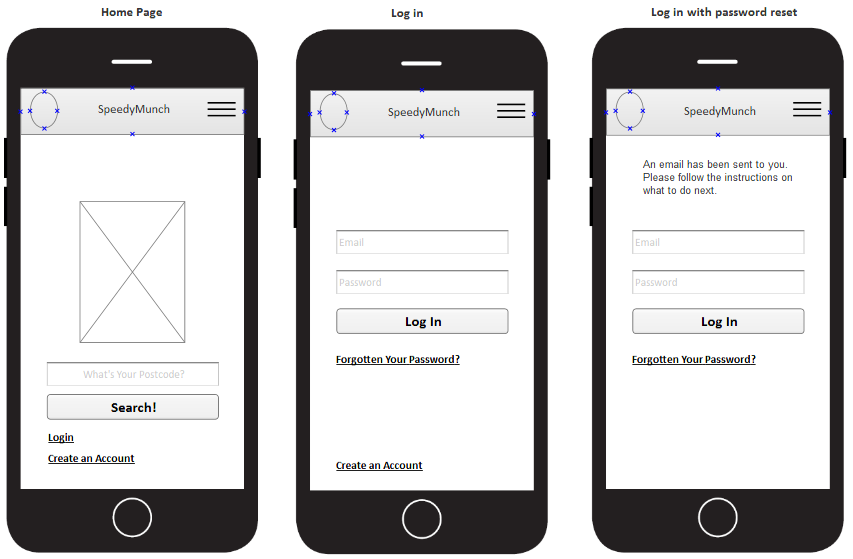 Home Page
SpeedyMunch
What's Your Postcode?
Search!
Login
Create an Account
Log in
SpeedyMunch
Email
Password
Log In
Forgotten Your Password?
Create an Account
Log in with password reset
SpeedyMunch
An email has been sent to you.
Please follow the instructions on
what to do next.
Email
Password
Log In
Forgotten Your Password?